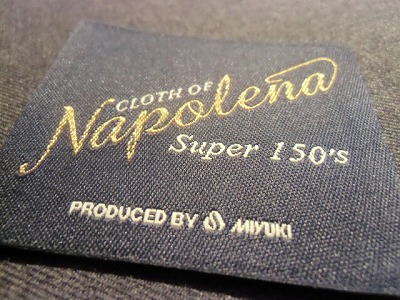 CLOTH OF
Napolena
Super 150's
PRODUCED BY MIYUKI